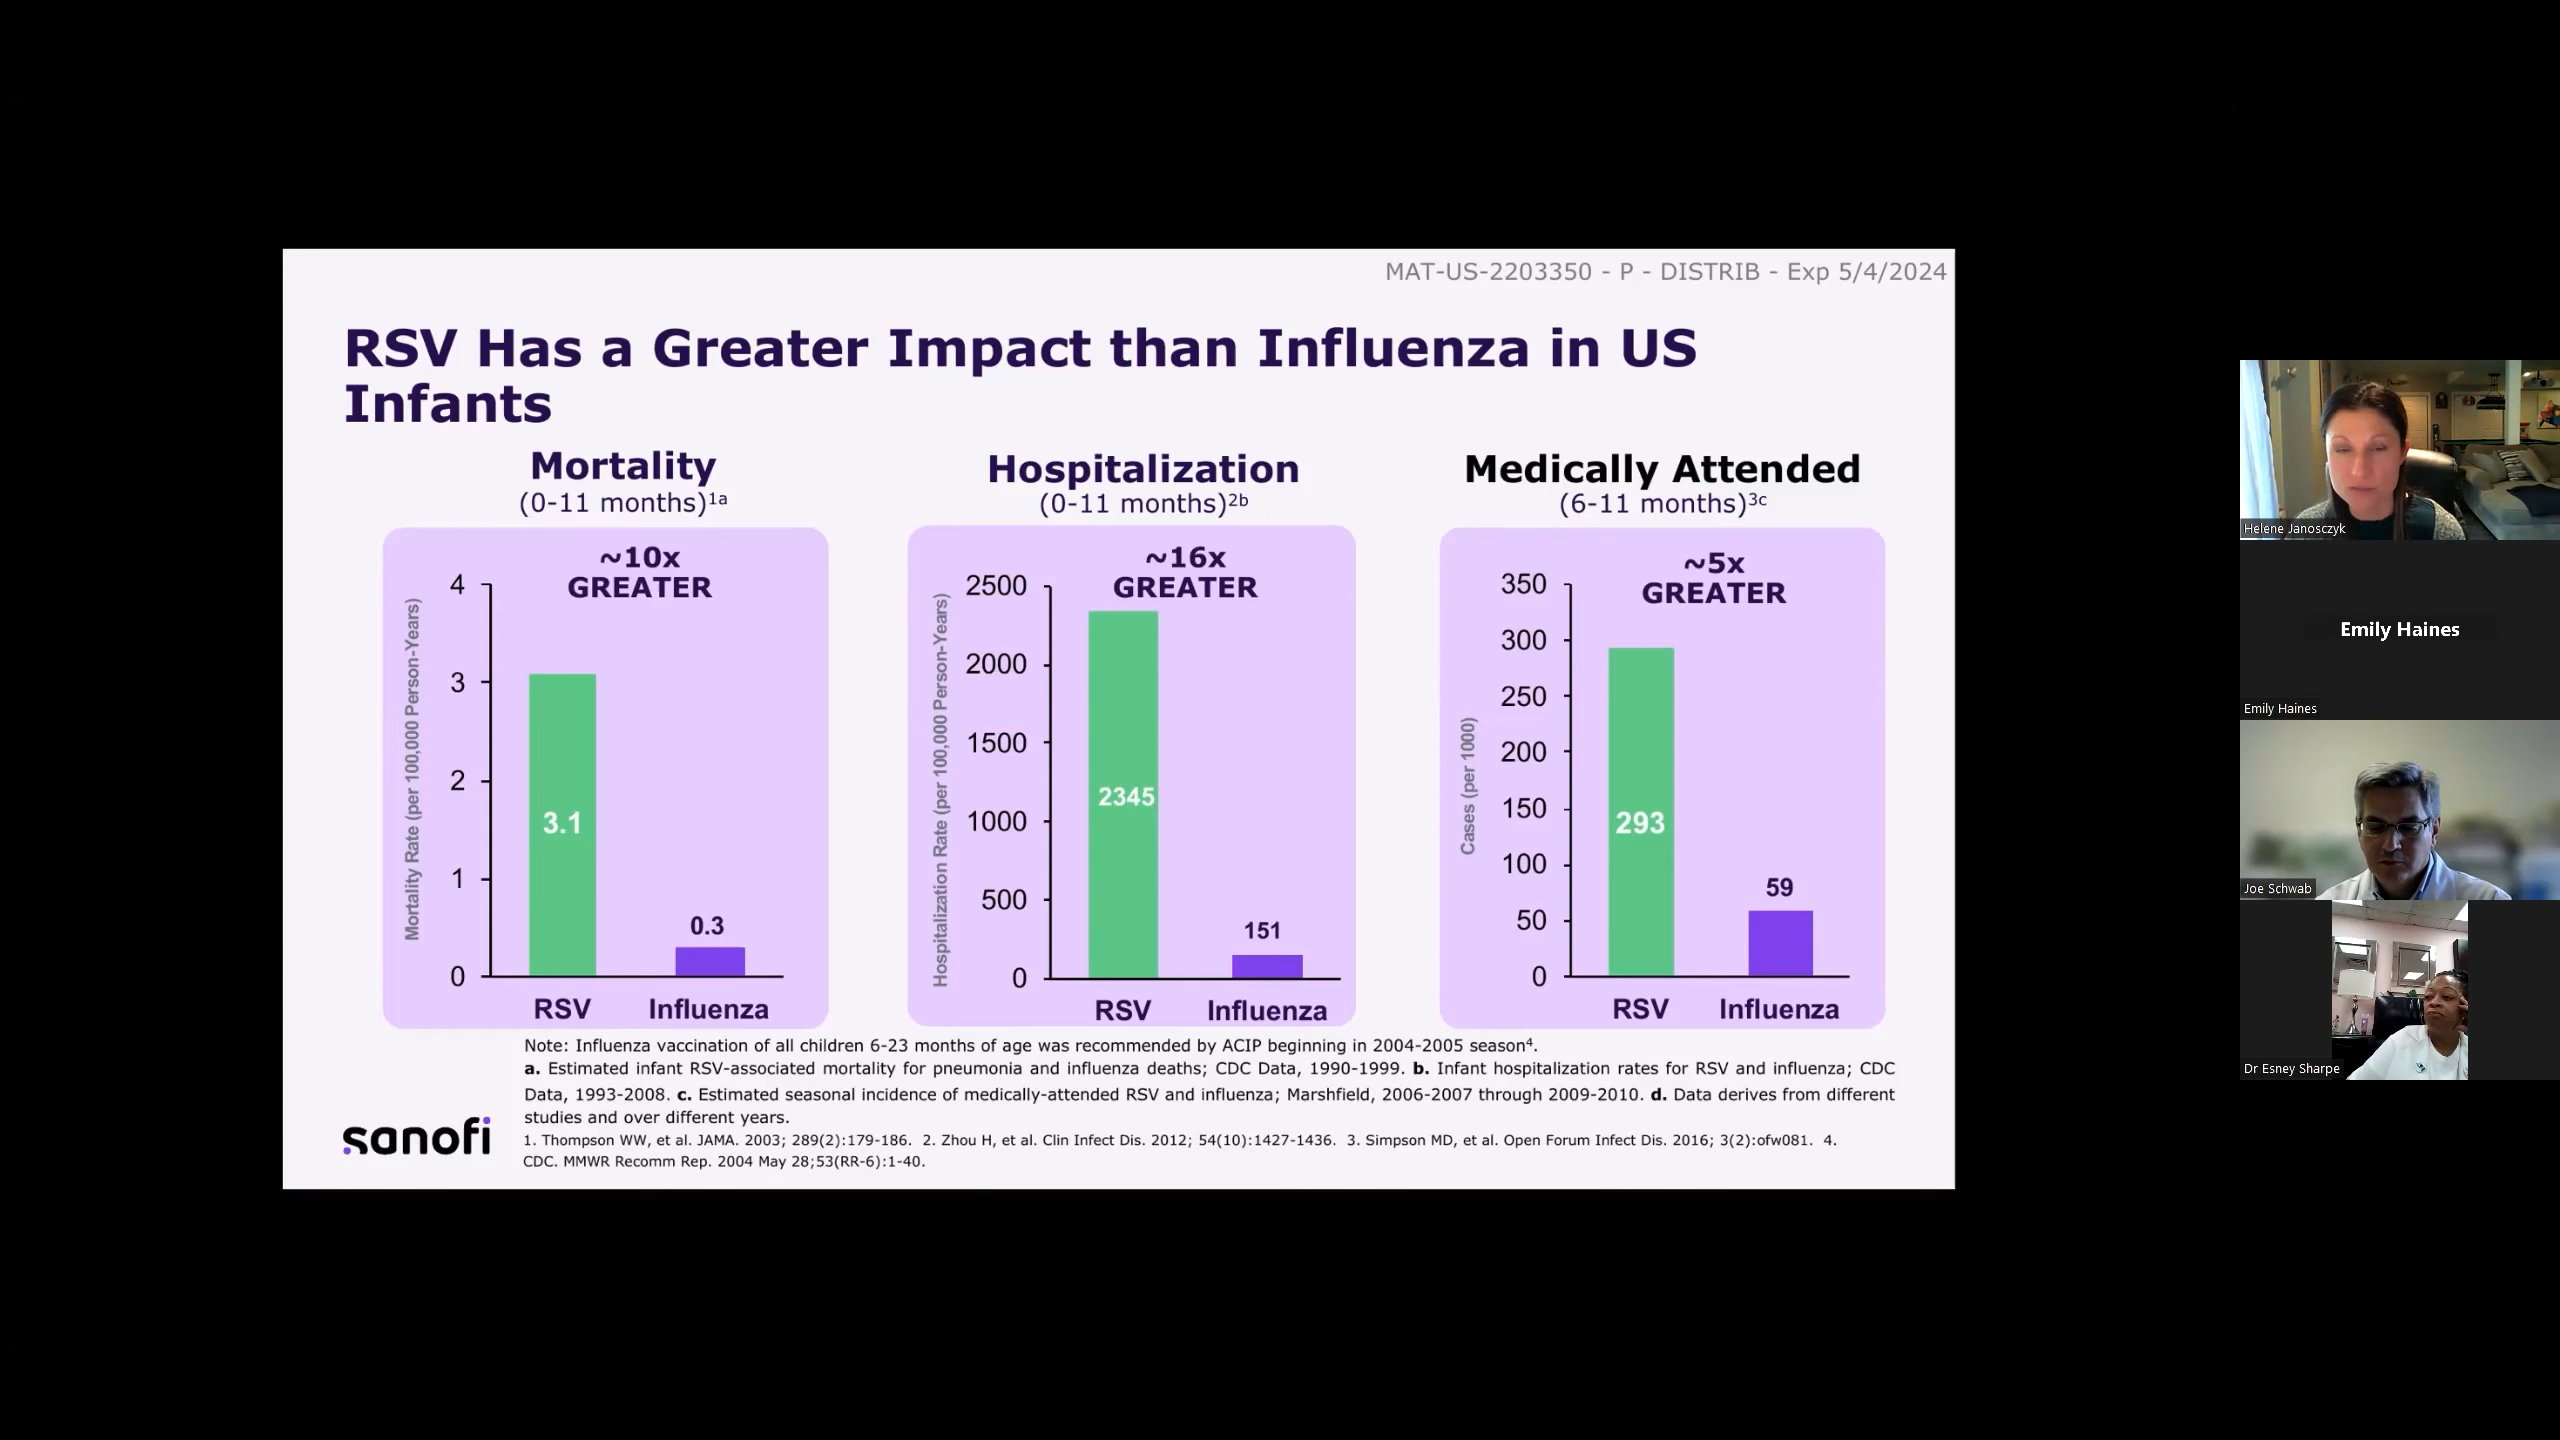 MAT-US-2203350 - P - DISTRIB - Exp 5/4/2024
RSV Has a Greater Impact than Influenza in US
Infants
Mortality
(0-11 months)1a
~10x
GREATER
Mortality Rate (per 100,000 Person-Years)
4
3
2
1
0
3.1
0.3
RSV
Influenza
Hospitalization
(0-11 months)2b
~16x
GREATER
Hospitalization Rate (per 100,000 Person-Years)
2500
2000
1500
1000
500
0
2345
151
RSV
Influenza
Medically Attended
(6-11 months)3c
~5x
GREATER
Cases (per 1000)
350
300
250
200
150
100
50
0
293
59
RSV
Influenza
Note: Influenza vaccination of all children 6-23 months of age was recommended by ACIP beginning in 2004-2005 season4.
a. Estimated infant RSV-associated mortality for pneumonia and influenza deaths; CDC Data, 1990-1999. b. Infant hospitalization rates for RSV and influenza; CDC
Data, 1993-2008. c. Estimated seasonal incidence of medically-attended RSV and influenza; Marshfield, 2006-2007 through 2009-2010. d. Data derives from different
studies and over different years.
1. Thompson WW, et al. JAMA. 2003; 289(2):179-186. 2. Zhou H, et al. Clin Infect Dis. 2012; 54(10):1427-1436. 3. Simpson MD, et al. Open Forum Infect Dis. 2016; 3(2):ofw081. 4.
CDC. MMWR Recomm Rep. 2004 May 28;53(RR-6):1-40.
sanofi
Helene Janosczyk
Emily Haines
Emily Haines
Joe Schwab
Dr Esney Sharpe